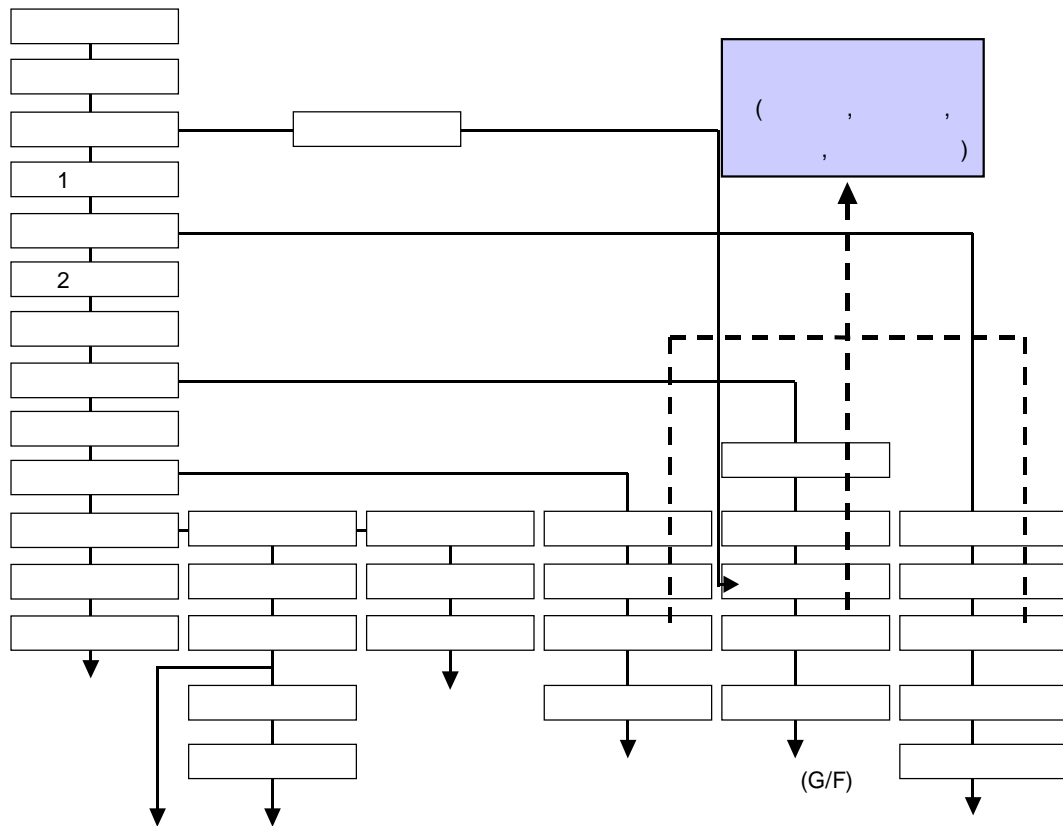 ( , ,
, )
1
2
(G/F)